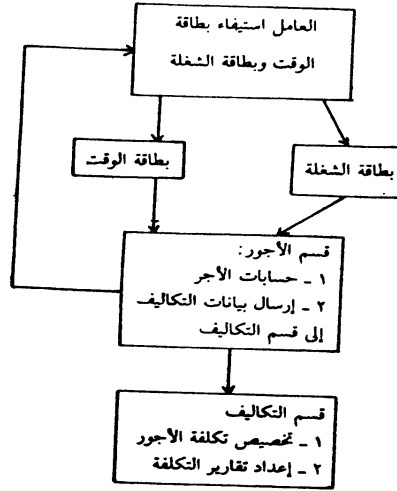 العامل استيفاء بطاقة
الوقت وبطاقة الشغلة
بطاقة الشغلة
بطاقة الوقت
قسم الأجور:
١ - حسابات الأجر
٢ - إرسال بيانات التكاليف
إلى قسم التكاليف
قسم التكاليف
١ - تخصيص تكلفة الأجور
٢ - إعداد تقارير التكلفة